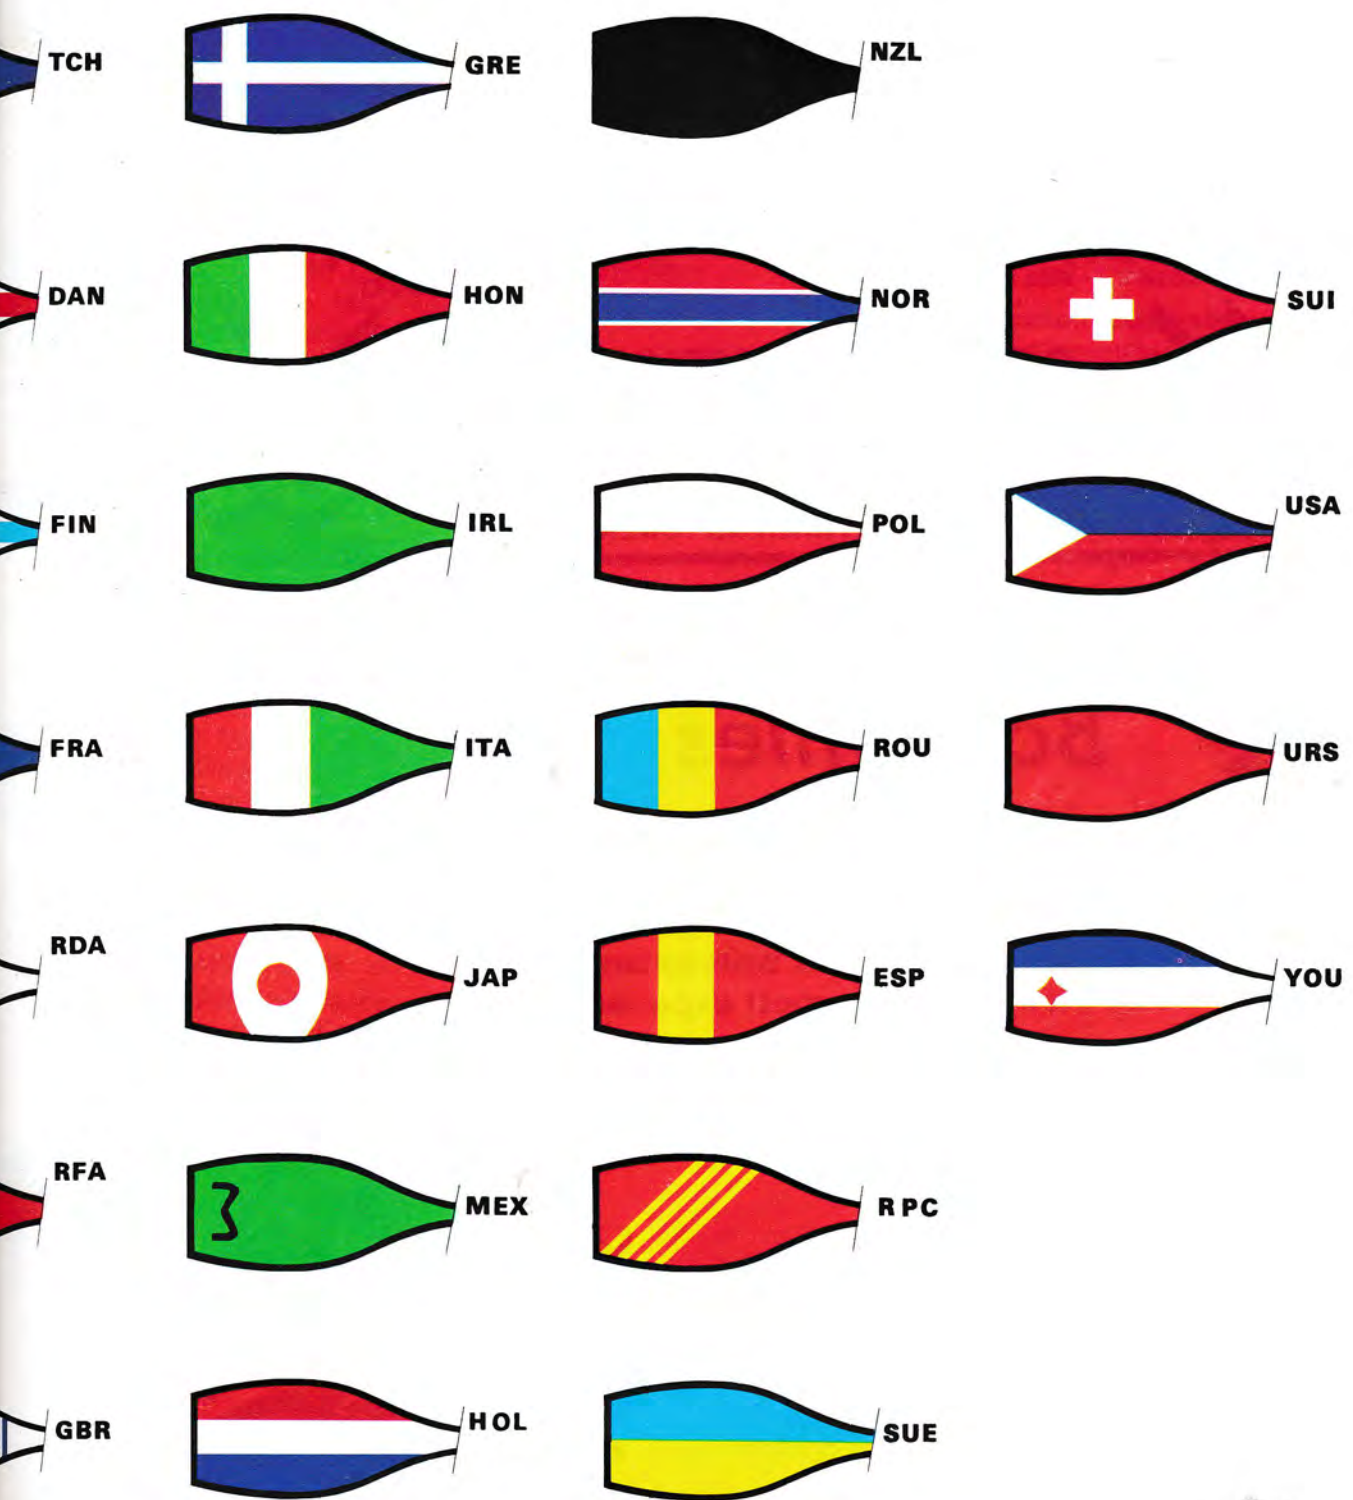 TCH GRE NZL
DAN HON NOR SUI
FIN IRL POL USA
FRA ITA ROU URS
RDA JAP ESP YOU
RFA MEX RPC
GBR HOL SUE